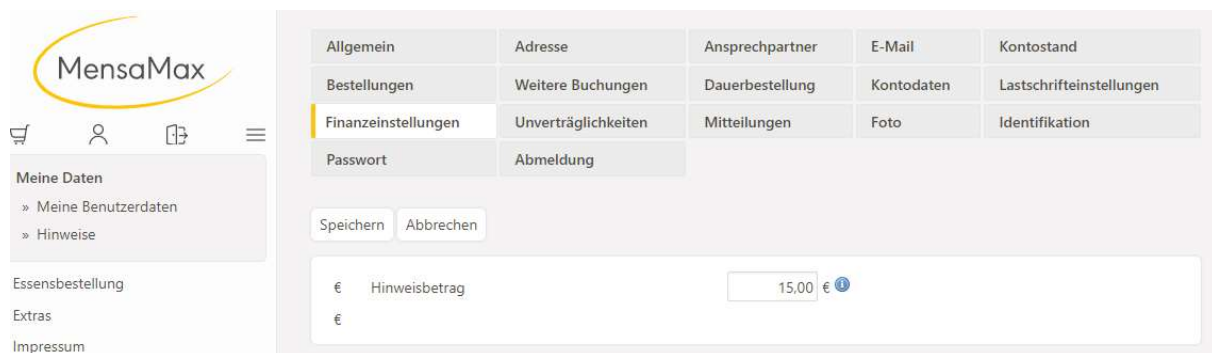 MensaMax
Meine Daten
» Meine Benutzerdaten
» Hinweise
Essensbestellung
Extras
Impressum
Allgemein Adresse Ansprechpartner E-Mail Kontostand
Bestellungen Weitere Buchungen Dauerbestellung Kontodaten Lastschrifteinstellungen
Finanzeinstellungen Unverträglichkeiten Mitteilungen Foto Identifikation
Passwort Abmeldung
Speichern Abbrechen
€ Hinweisbetrag 15,00 €
€